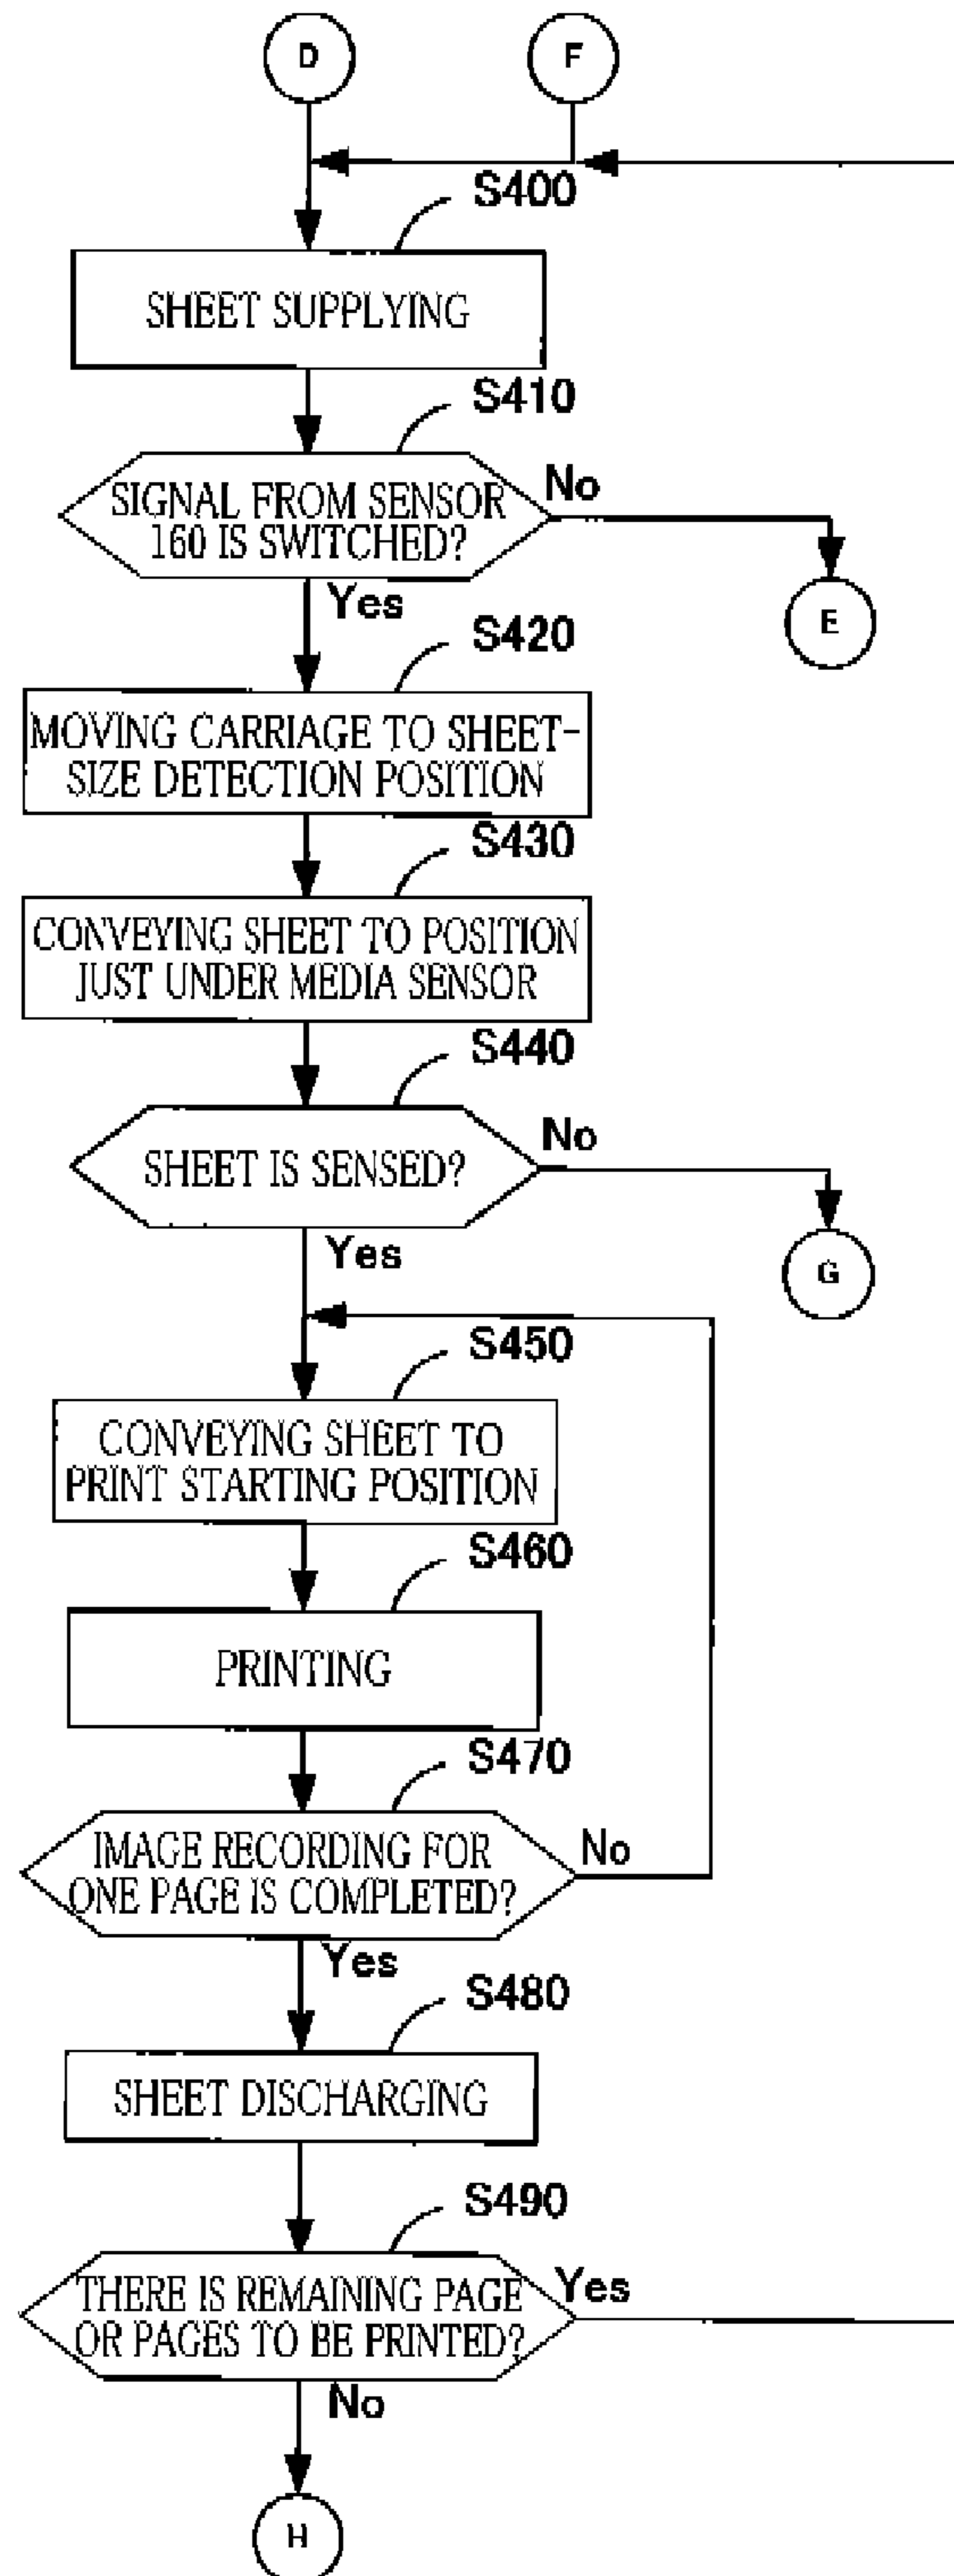 D
F
S400
SHEET SUPPLYING
S410
SIGNAL FROM SENSOR
160 IS SWITCHED?
No
Yes
E
S420
MOVING CARRIAGE TO SHEET-
SIZE DETECTION POSITION
S430
CONVEYING SHEET TO POSITION
JUST UNDER MEDIA SENSOR
S440
SHEET IS SENSED?
No
Yes
G
S450
CONVEYING SHEET TO
PRINT STARTING POSITION
S460
PRINTING
S470
IMAGE RECORDING FOR
ONE PAGE IS COMPLETED?
No
Yes
S480
SHEET DISCHARGING
S490
THERE IS REMAINING PAGE
OR PAGES TO BE PRINTED?
Yes
No
H